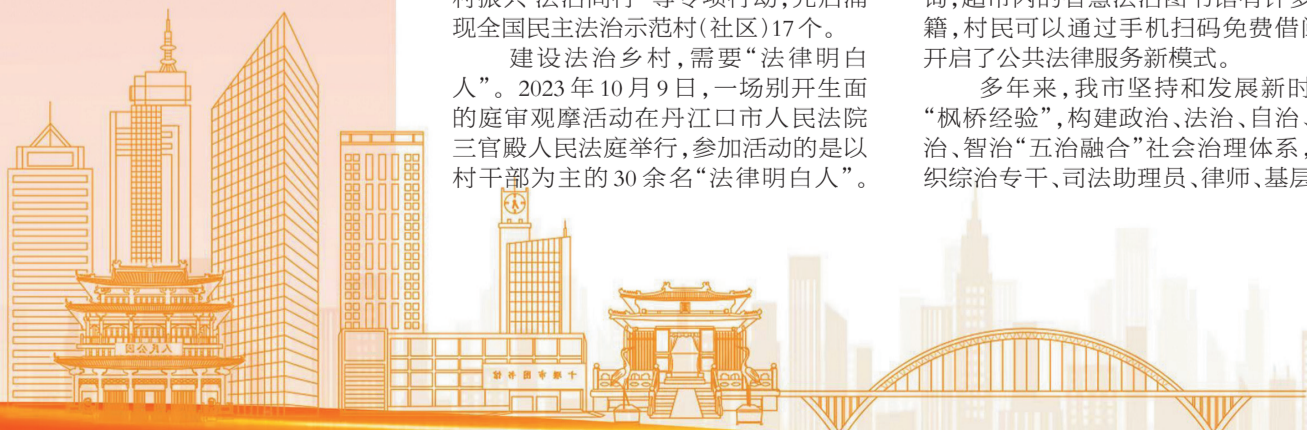 现全国民主法治示范村(社区)17个。
建设法治乡村,需要“法律明白
人”。2023年10月9日,一场别开生面
的庭审观摩活动在丹江口市人民法院
三官殿人民法庭举行,参加活动的是以
村干部为主的30余名“法律明白人”。
籍,村民可以通过手机扫码免费借阅
开启了公共法律服务新模式。
多年来,我市坚持和发展新时
“枫桥经验”,构建政治、法治、自治、
治、智治“五治融合”社会治理体系,
织综治专干、司法助理员、律师、基层
人民公园